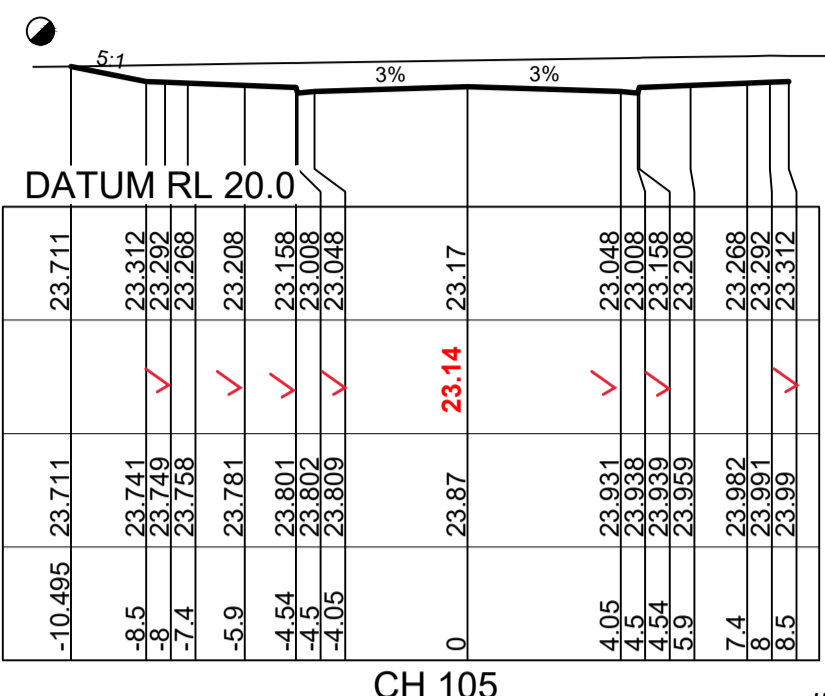 5:1
3% 3%
DATUM RL 20.0
23.711 23.312 23.292 23.268 23.208 23.158 23.008 23.048 23.17 23.048 23.008 23.158 23.208 23.268 23.292 23.312
23.14
23.711 23.741 23.749 23.758 23.781 23.801 23.802 23.809 23.87 23.931 23.938 23.939 23.959 23.982 23.991 23.99
-10.495 -8.5 -8 -7.4 -5.9 -4.54 -4.5 -4.05 0 4.05 4.5 4.54 5.9 7.4 8 8.5
CH 105